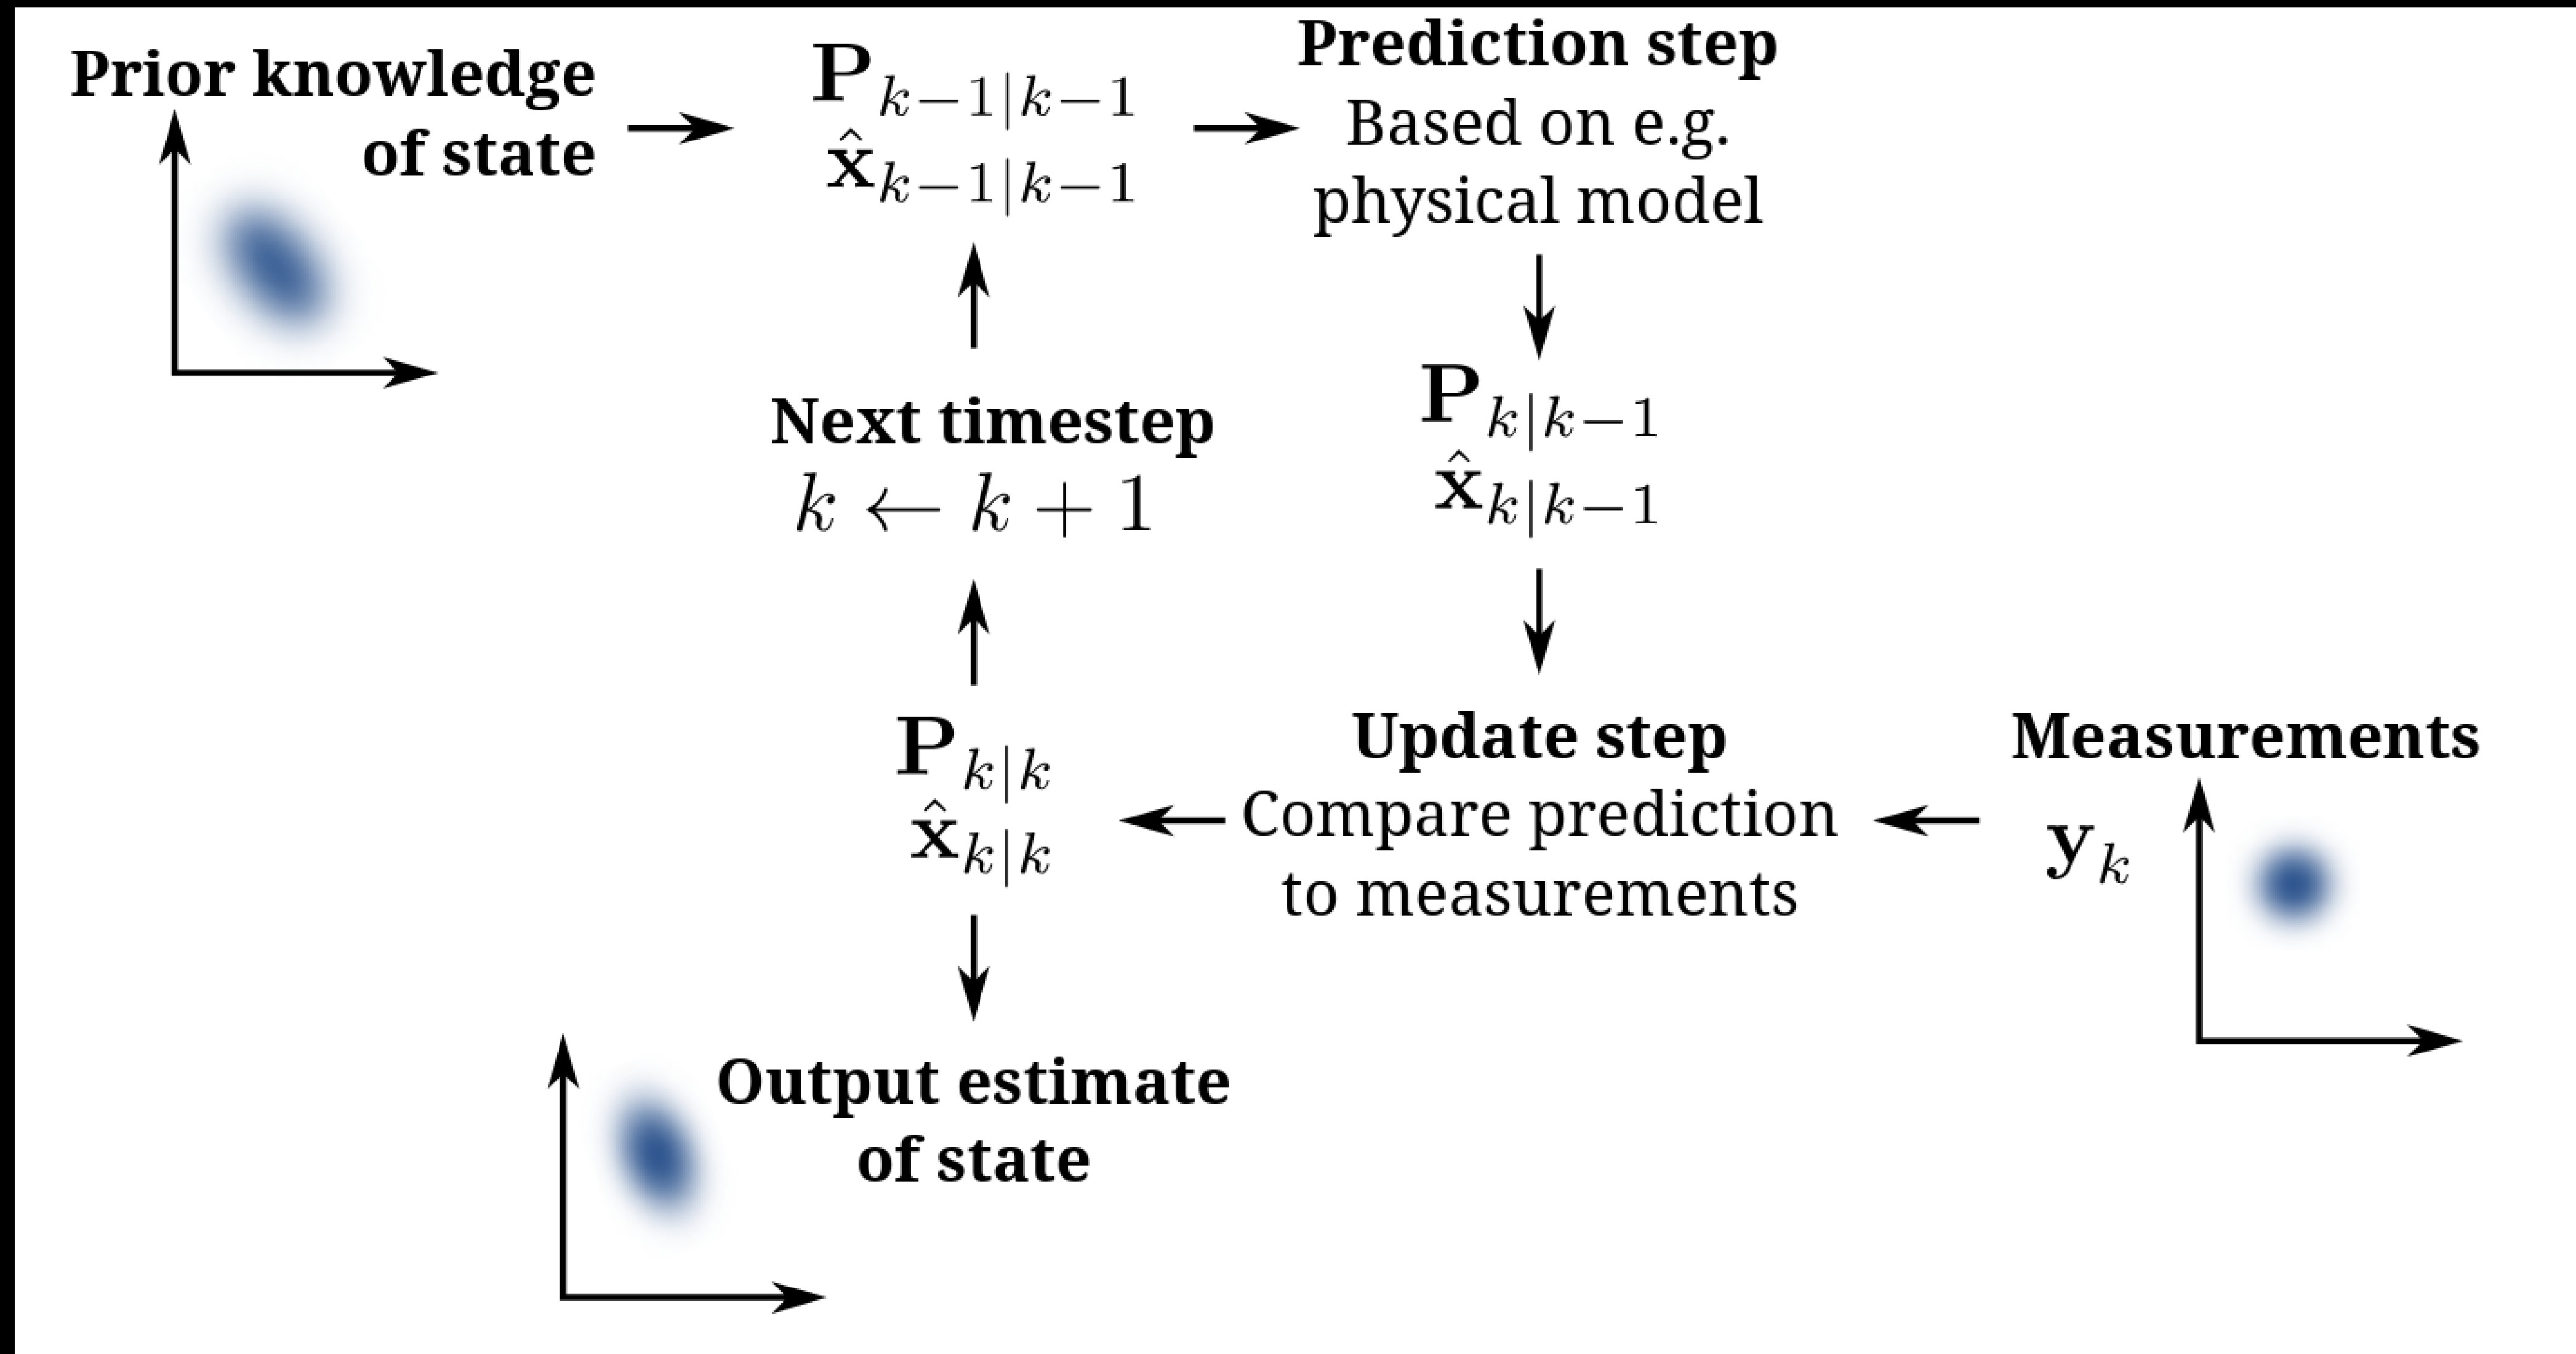 Prior knowledge
of state
P_{k−1|k−1}
x̂_{k−1|k−1}
Prediction step
Based on e.g.
physical model
P_{k|k−1}
x̂_{k|k−1}
Next timestep
k ← k + 1
P_{k|k}
x̂_{k|k}
Update step
Compare prediction
to measurements
Measurements
y_k
Output estimate
of state